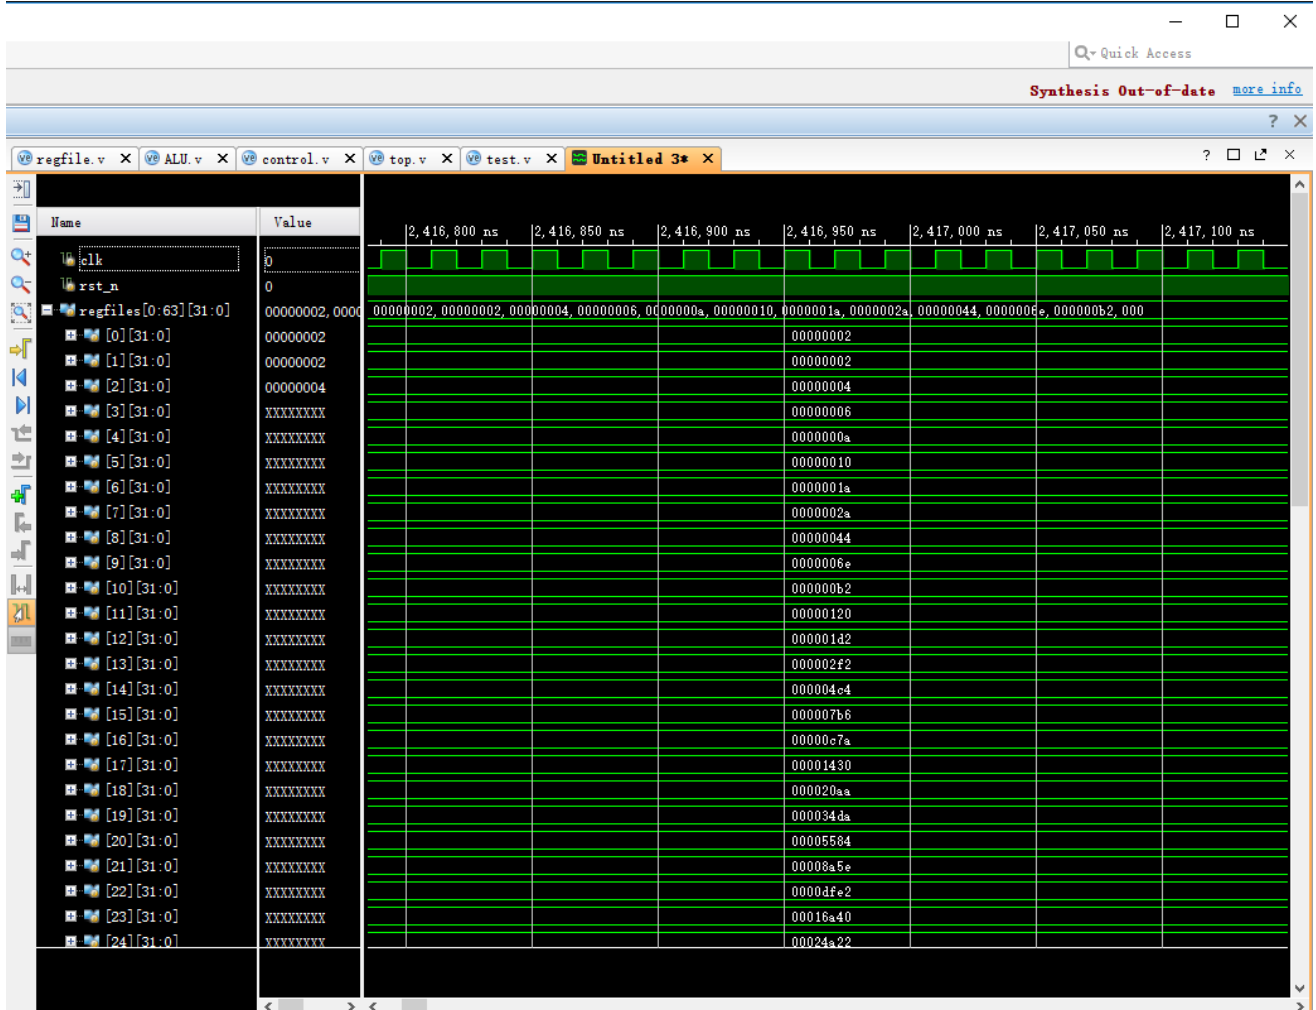 Quick Access
Synthesis Out-of-date more info
regfile.v ALU.v control.v top.v test.v Untitled 3*
Name Value
2,416,800 ns 2,416,850 ns 2,416,900 ns 2,416,950 ns 2,417,000 ns 2,417,050 ns 2,417,100 ns
clk 0
rst_n 0
regfiles[0:63][31:0] 00000002,0000 00000002,00000002,00000004,00000006,0000000a,00000010,0000001a,0000002a,00000044,0000006e,000000b2,000
[0][31:0] 00000002 00000002
[1][31:0] 00000002 00000002
[2][31:0] 00000004 00000004
[3][31:0] XXXXXXXX 00000006
[4][31:0] XXXXXXXX 0000000a
[5][31:0] XXXXXXXX 00000010
[6][31:0] XXXXXXXX 0000001a
[7][31:0] XXXXXXXX 0000002a
[8][31:0] XXXXXXXX 00000044
[9][31:0] XXXXXXXX 0000006e
[10][31:0] XXXXXXXX 000000b2
[11][31:0] XXXXXXXX 00000120
[12][31:0] XXXXXXXX 000001d2
[13][31:0] XXXXXXXX 000002f2
[14][31:0] XXXXXXXX 000004c4
[15][31:0] XXXXXXXX 000007b6
[16][31:0] XXXXXXXX 00000c7a
[17][31:0] XXXXXXXX 00001430
[18][31:0] XXXXXXXX 000020aa
[19][31:0] XXXXXXXX 000034da
[20][31:0] XXXXXXXX 00005584
[21][31:0] XXXXXXXX 00008a5e
[22][31:0] XXXXXXXX 0000dfe2
[23][31:0] XXXXXXXX 00016a40
[24][31:0] XXXXXXXX 00024a22